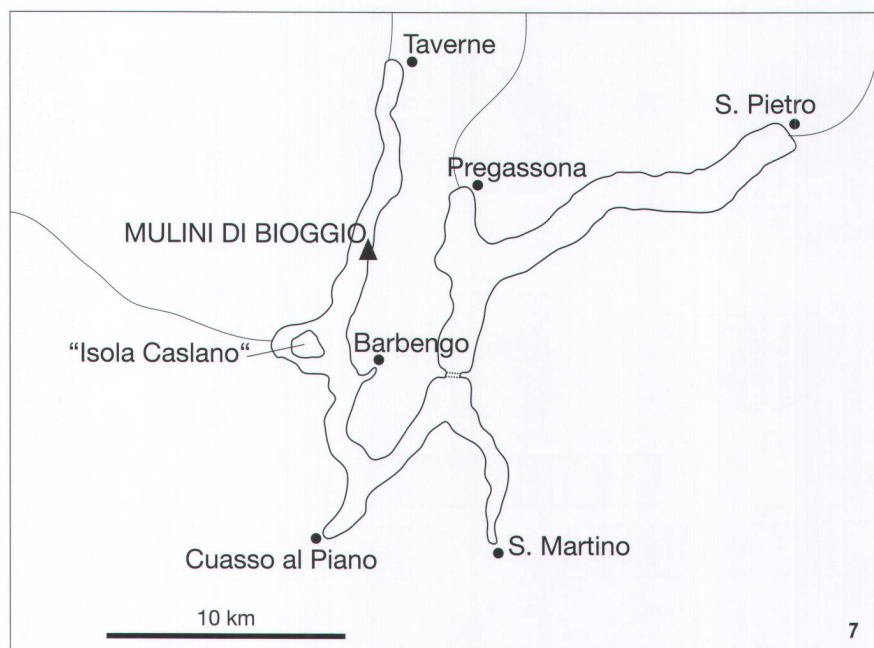 Taverne
S. Pietro
Pregassona
MULINI DI BIOGGIO
"Isola Caslano"
Barbengo
Cuasso al Piano
S. Martino
10 km
7